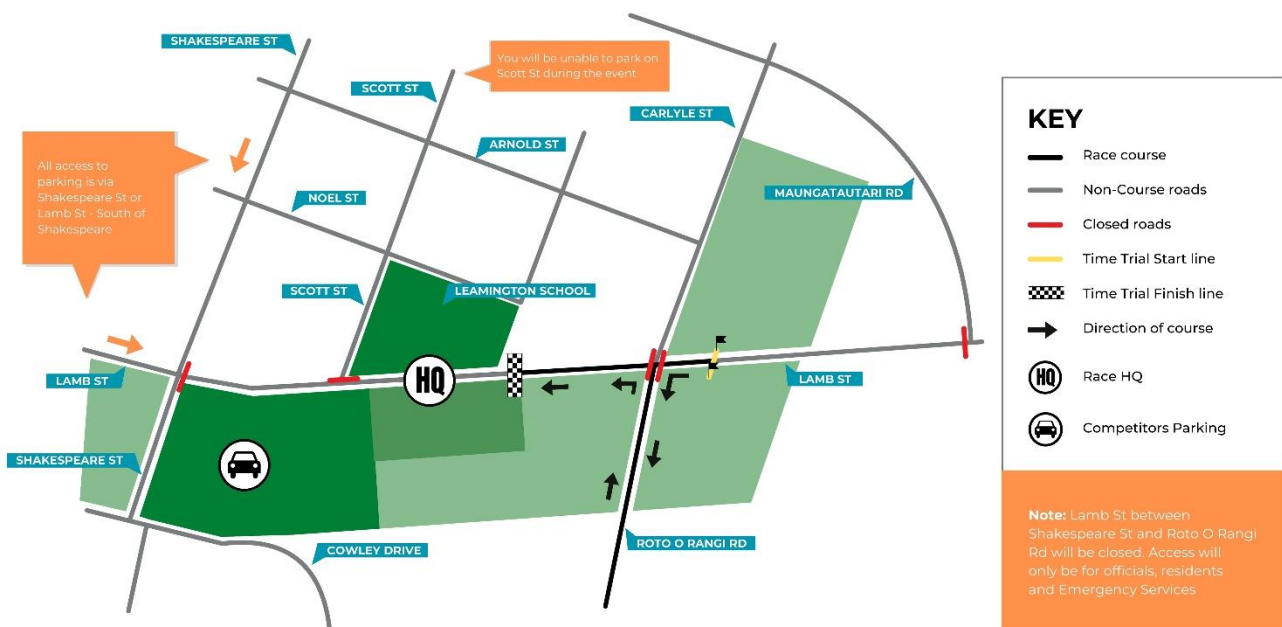 SHAKESPEARE ST
You will be unable to park on
Scott St during the event
SCOTT ST
CARLYLE ST
ARNOLD ST
All access to
parking is via
Shakespeare St or
Lamb St - South of
Shakespeare
NOEL ST
MAUNGATAUTARI RD
SCOTT ST
LEAMINGTON SCHOOL
LAMB ST
HQ
LAMB ST
SHAKESPEARE ST
COWLEY DRIVE
ROTO O RANGI RD
KEY
Race course
Non-Course roads
Closed roads
Time Trial Start line
Time Trial Finish line
Direction of course
HQ
Race HQ
Competitors Parking
Note: Lamb St between
Shakespeare St and Roto O Rangi
Rd will be closed. Access will
only be for officials, residents
and Emergency Services